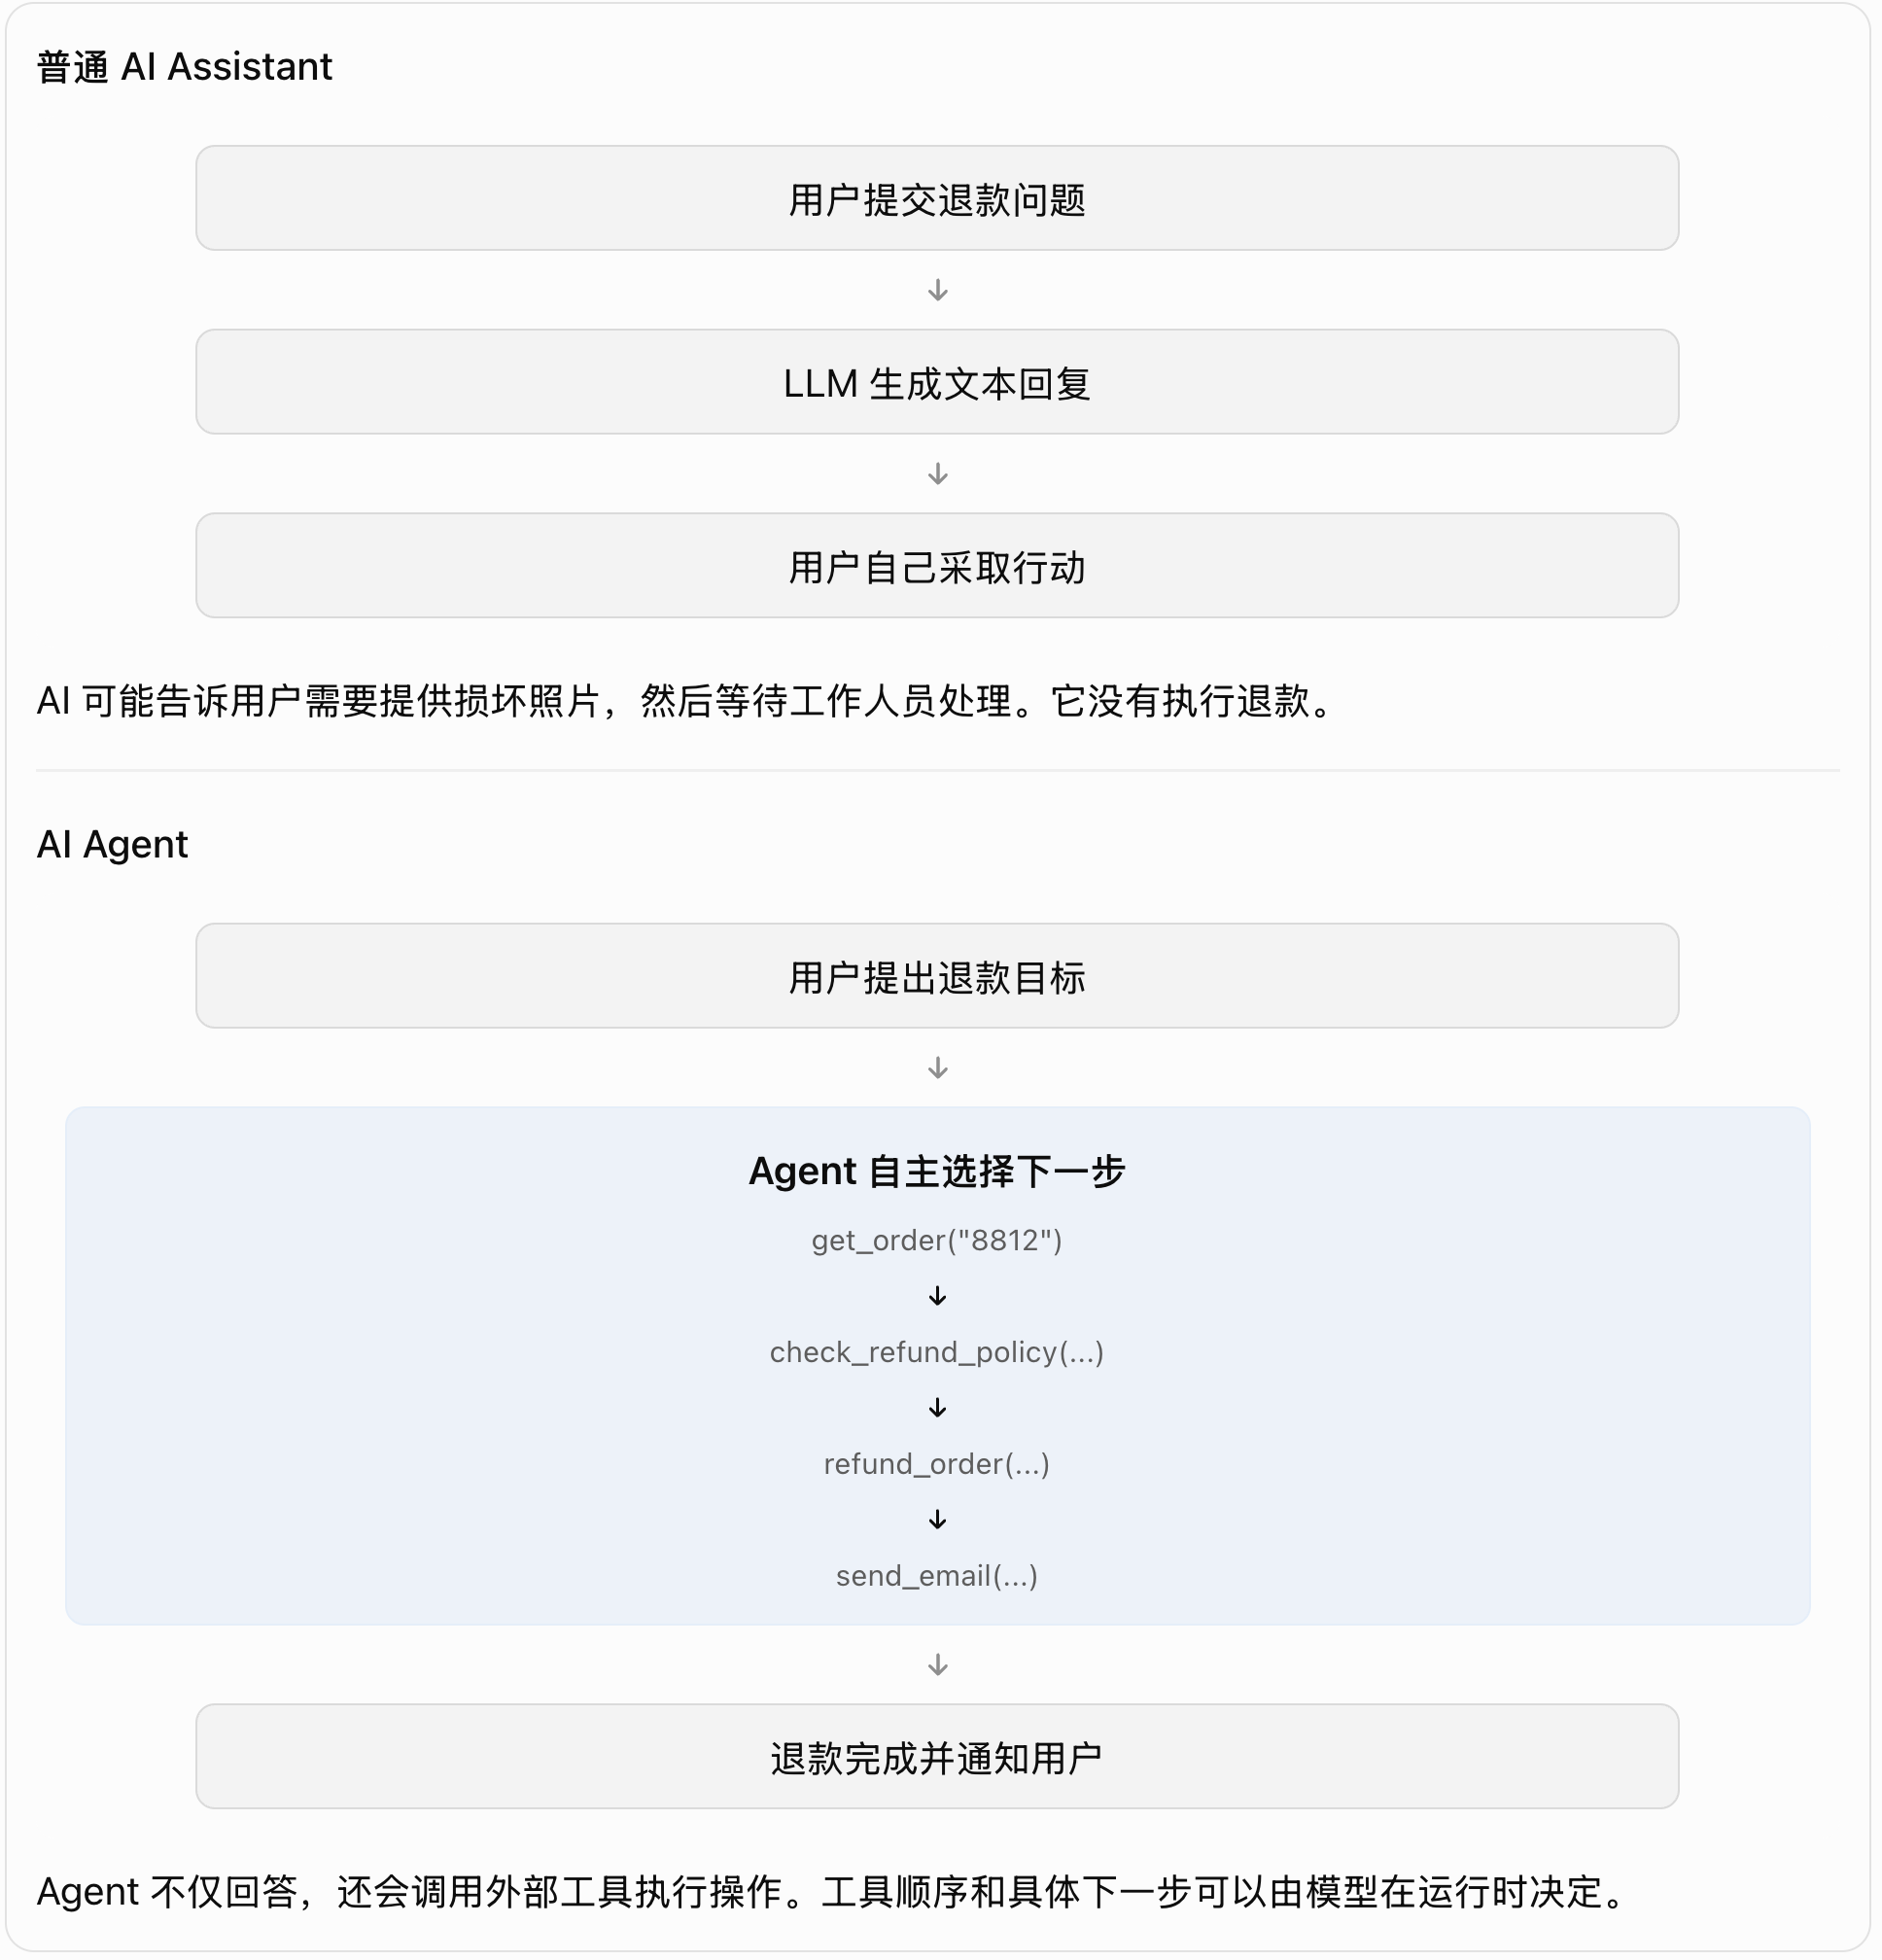 普通 AI Assistant
用户提交退款问题
↓
LLM 生成文本回复
↓
用户自己采取行动
AI 可能告诉用户需要提供损坏照片，然后等待工作人员处理。它没有执行退款。
AI Agent
用户提出退款目标
↓
Agent 自主选择下一步
get_order("8812")
↓
check_refund_policy(...)
↓
refund_order(...)
↓
send_email(...)
↓
退款完成并通知用户
Agent 不仅回答，还会调用外部工具执行操作。工具顺序和具体下一步可以由模型在运行时决定。